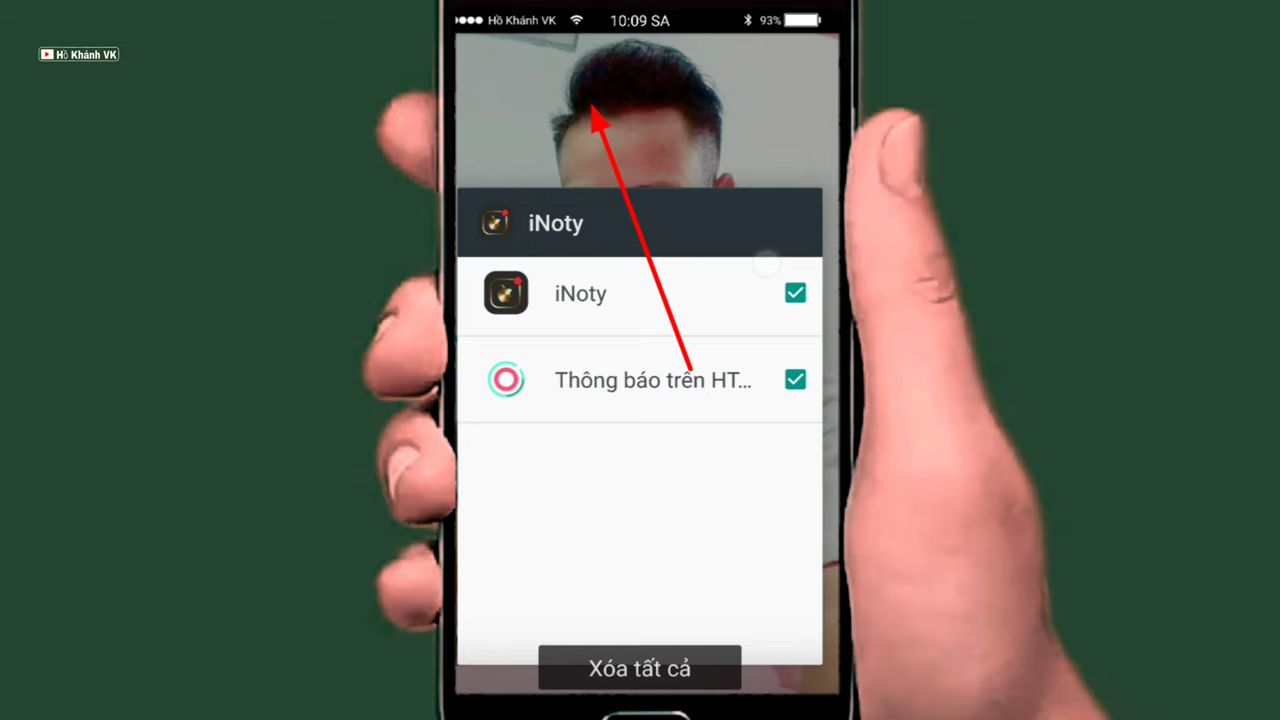 Hồ Khánh VK
10:09 SA
93%
Hồ Khánh VK
iNoty
iNoty
Thông báo trên HT...
Xóa tất cả